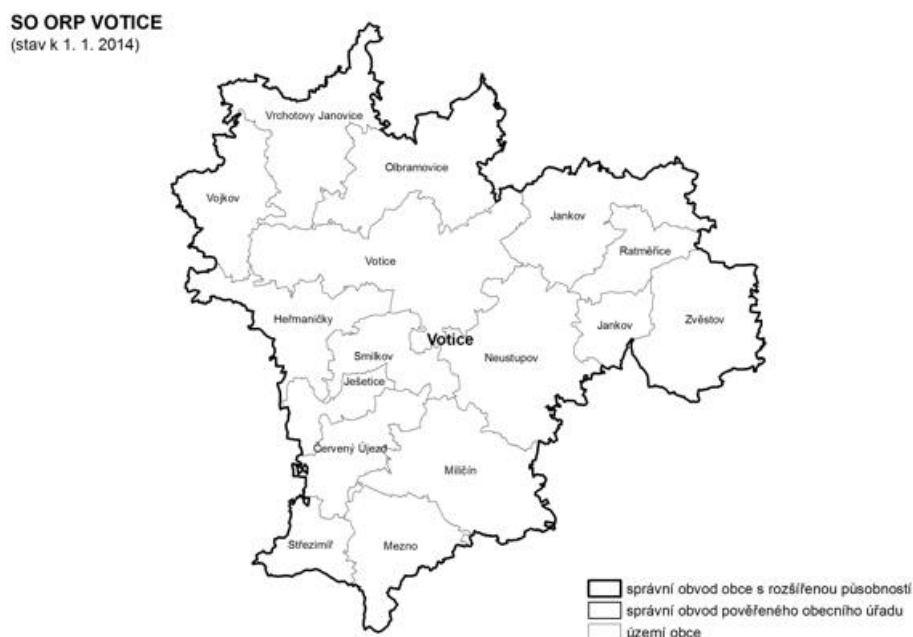 SO ORP VOTICE
(stav k 1. 1. 2014)
Vrchotovy Janovice
Olbramovice
Vojkov
Jankov
Ratměřice
Votice
Heřmaničky
Zvěstov
Jankov
Votice
Smilkov
Neustupov
Ješetice
Červený Újezd
Miličín
Střezimíř
Mezno
správní obvod obce s rozšířenou působností
správní obvod pověřeného obecního úřadu
území obce